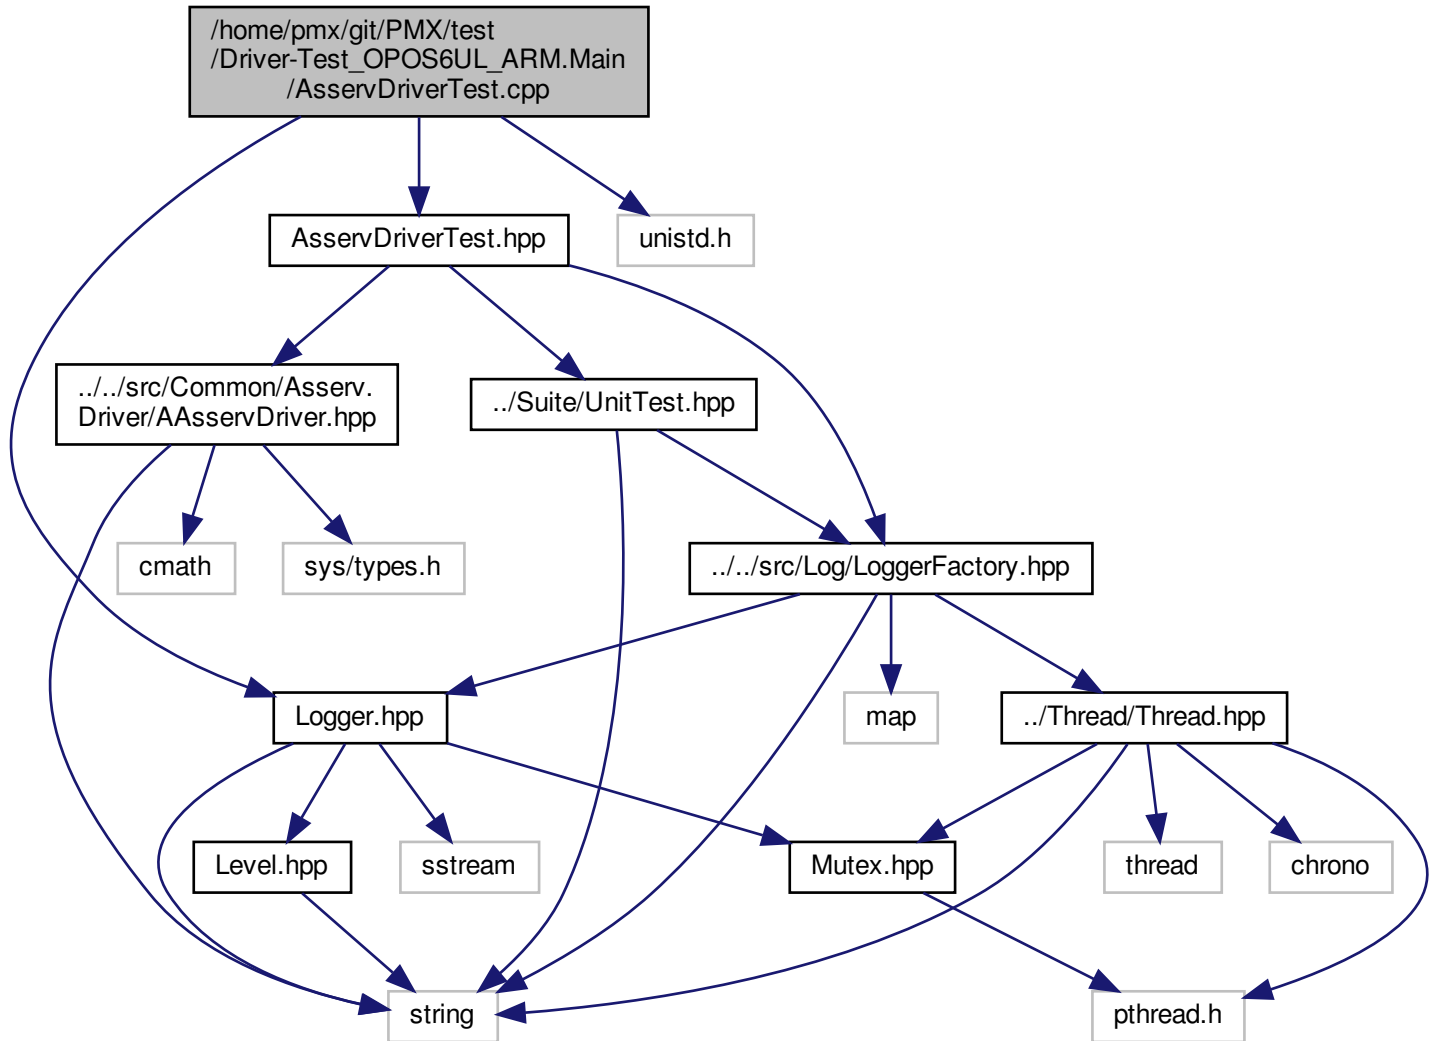 /home/pmx/git/PMX/test
/Driver-Test_OPOS6UL_ARM.Main
/AsservDriverTest.cpp
AsservDriverTest.hpp
unistd.h
../../src/Common/Asserv.
Driver/AAsservDriver.hpp
../Suite/UnitTest.hpp
cmath
sys/types.h
../../src/Log/LoggerFactory.hpp
Logger.hpp
map
../Thread/Thread.hpp
Level.hpp
sstream
Mutex.hpp
thread
chrono
string
pthread.h